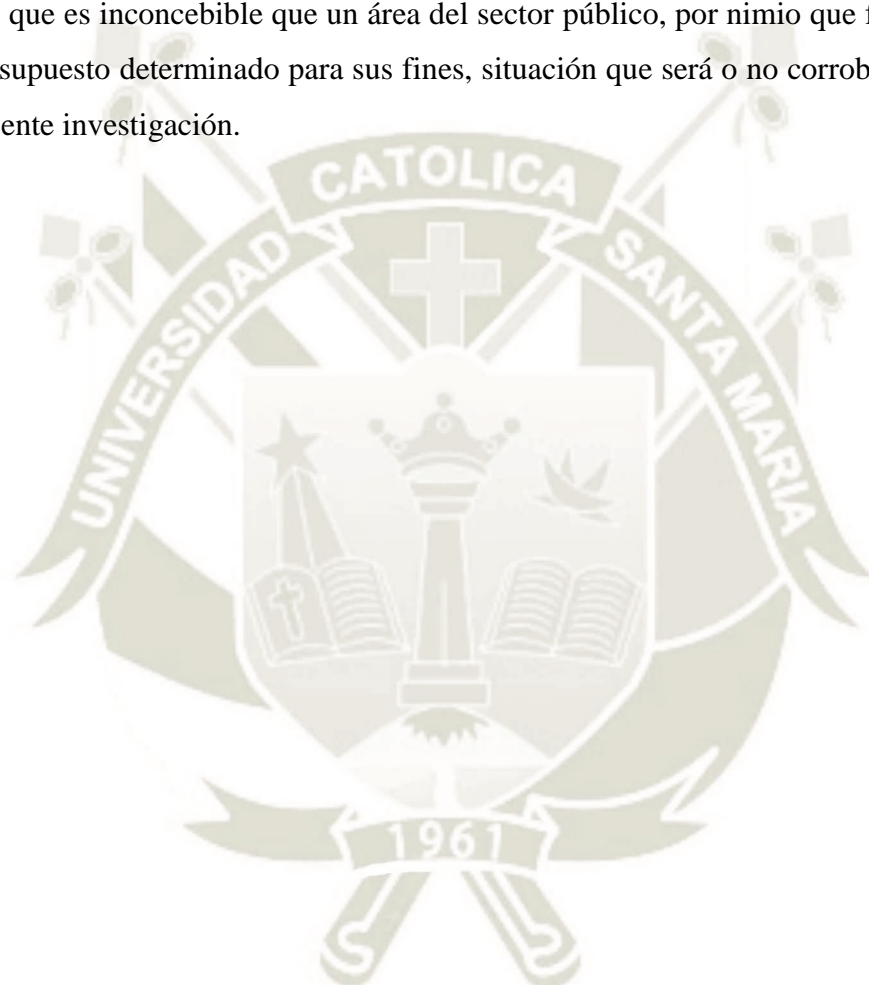 que es inconcebible que un área del sector público, por nimio que
supuesto determinado para sus fines, situación que será o no
ente investigación.
UNIVERSIDAD CATOLICA SANTA MARIA
1961